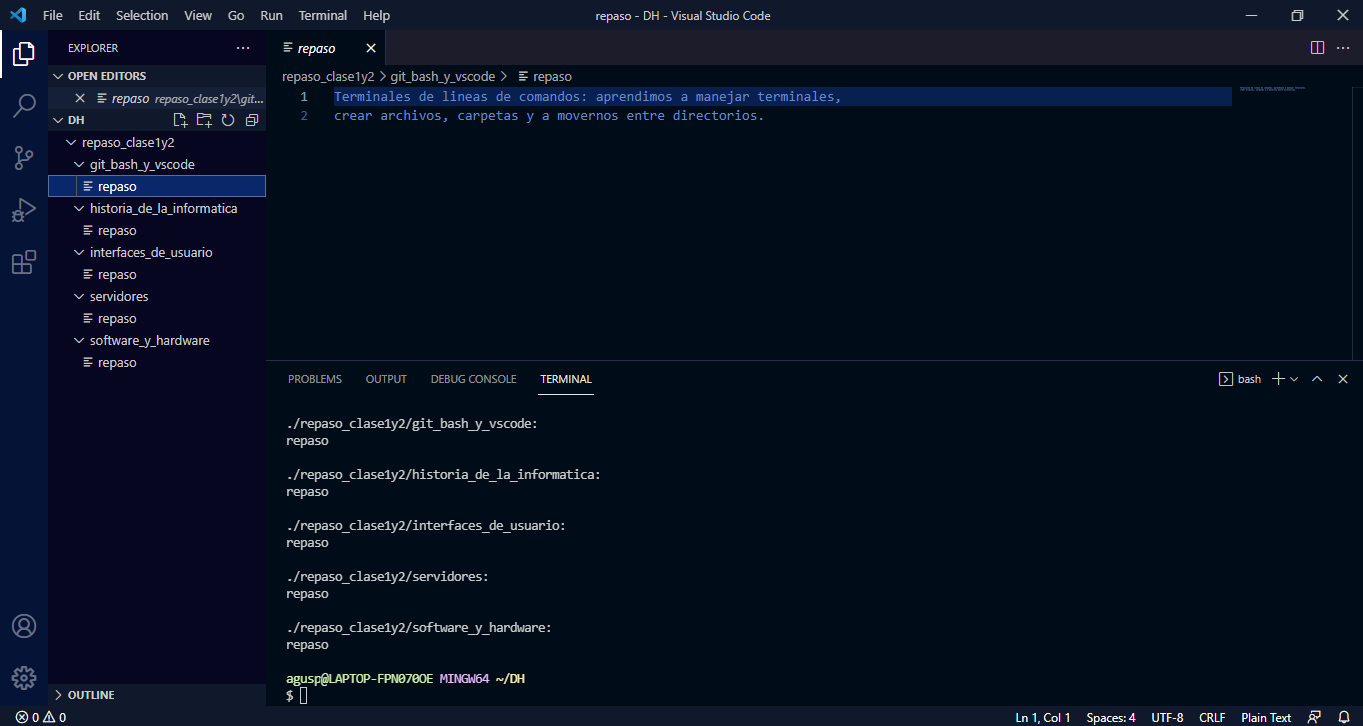 File Edit Selection View Go Run Terminal Help repaso - DH - Visual Studio Code
EXPLORER
OPEN EDITORS
repaso repaso_clase1y2\git...
DH
repaso_clase1y2
git_bash_y_vscode
repaso
historia_de_la_informatica
repaso
interfaces_de_usuario
repaso
servidores
repaso
software_y_hardware
repaso
OUTLINE
repaso
repaso_clase1y2 > git_bash_y_vscode > repaso
1 Terminales de lineas de comandos: aprendimos a manejar terminales,
2 crear archivos, carpetas y a movernos entre directorios.
PROBLEMS OUTPUT DEBUG CONSOLE TERMINAL bash
./repaso_clase1y2/git_bash_y_vscode:
repaso
./repaso_clase1y2/historia_de_la_informatica:
repaso
./repaso_clase1y2/interfaces_de_usuario:
repaso
./repaso_clase1y2/servidores:
repaso
./repaso_clase1y2/software_y_hardware:
repaso
agusp@LAPTOP-FPN070OE MINGW64 ~/DH
$
0 0 Ln 1, Col 1 Spaces: 4 UTF-8 CRLF Plain Text